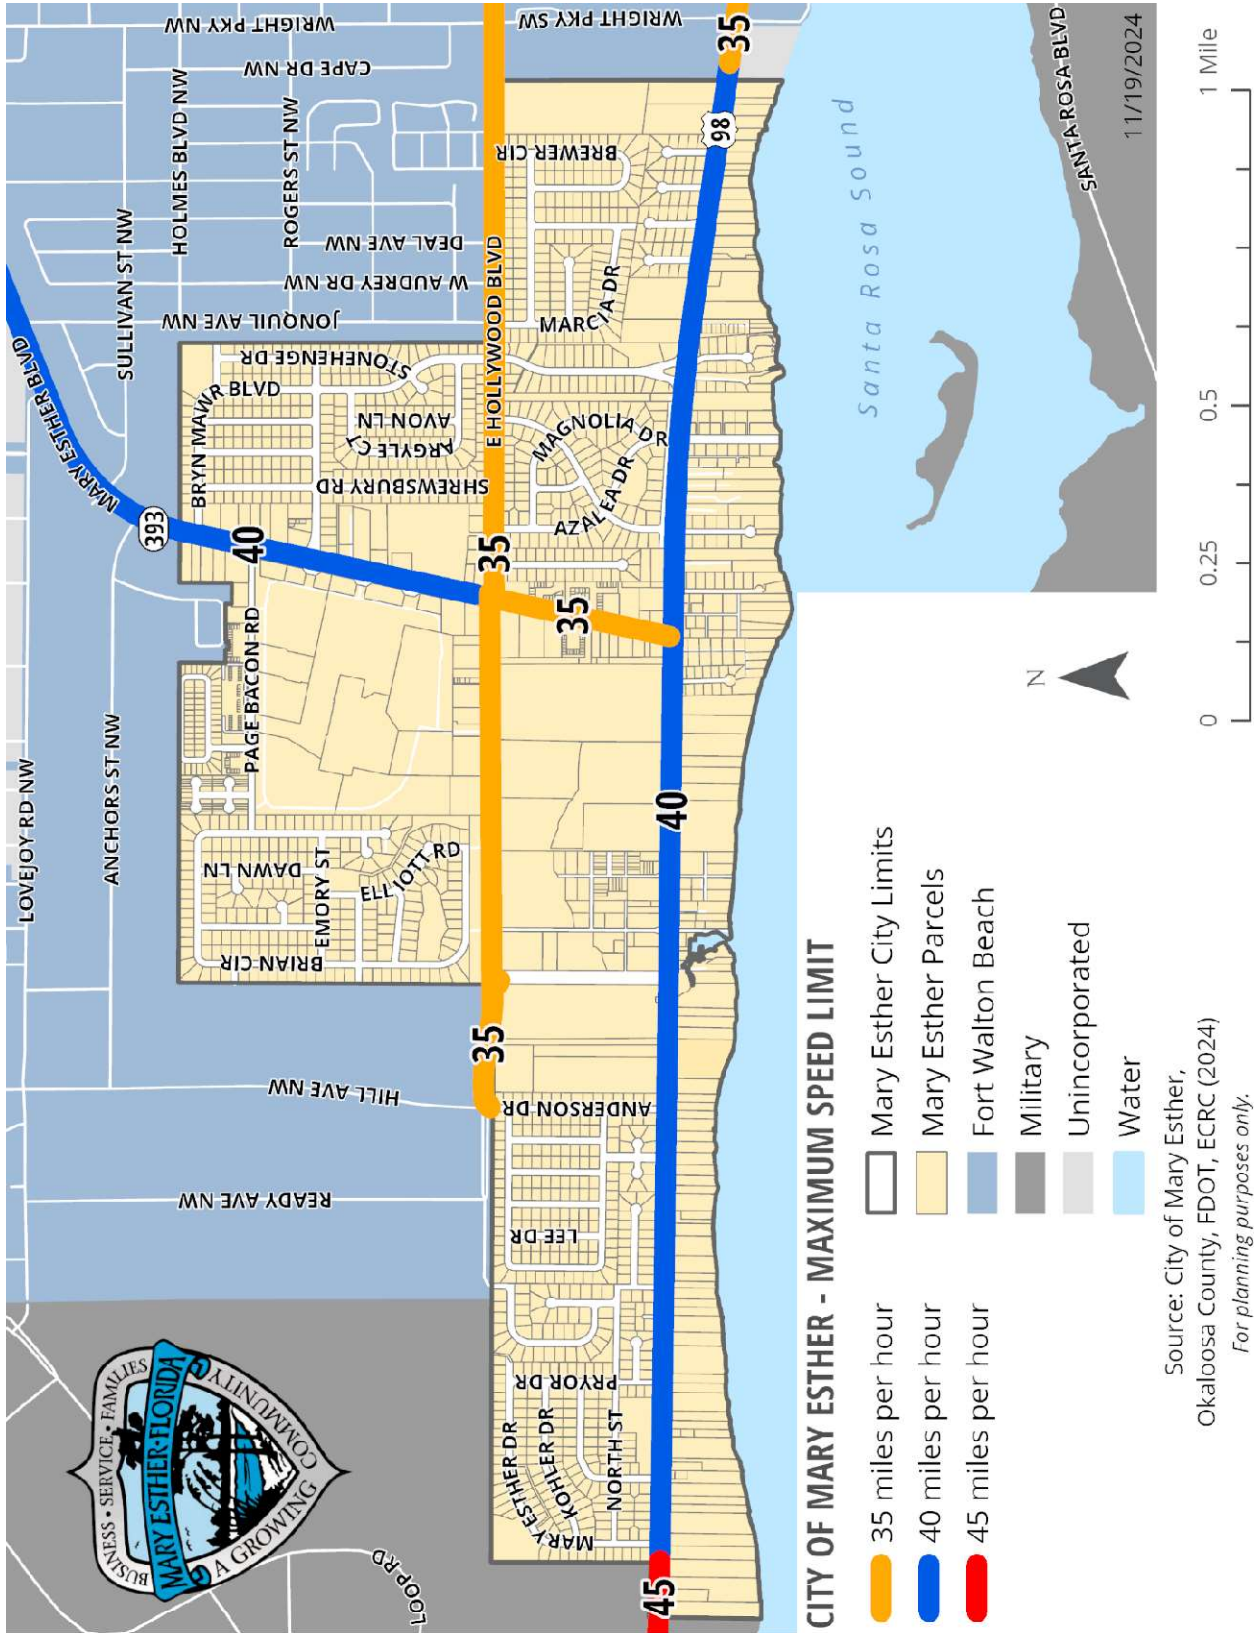 BUSINESS • SERVICE • FAMILIES
MARY ESTHER • FLORIDA
A GROWING COMMUNITY
LOVEJOY RD NW
MARY ESTHER BLVD
393
SULLIVAN ST NW
HOLMES BLVD NW
ROGERS ST NW
WRIGHT PKY NW
CAPE DR NW
ANCHORS ST NW
DEAL AVE NW
W AUDREY DR NW
JONQUIL AVE NW
BRYN MAWR BLVD
STONEHENGE DR
AVON LN
ARGYLE CT
SHREWSBURY RD
40
PAGE BACON RD
DAWN LN
EMORY ST
ELLIOTT RD
BRIAN CIR
HILL AVE NW
READY AVE NW
LOOP RD
E HOLLYWOOD BLVD
35
35
35
WRIGHT PKY SW
35
BREWER CIR
MARCIA DR
MAGNOLIA DR
AZALEA DR
ANDERSON DR
LEE DR
PRYOR DR
MARY ESTHER DR
KOHLER DR
NORTH ST
MARY
45
40
98
Santa Rosa Sound
SANTA ROSA BLVD
11/19/2024
CITY OF MARY ESTHER - MAXIMUM SPEED LIMIT
35 miles per hour
40 miles per hour
45 miles per hour
Mary Esther City Limits
Mary Esther Parcels
Fort Walton Beach
Military
Unincorporated
Water
Source: City of Mary Esther,
Okaloosa County, FDOT, ECRC (2024)
For planning purposes only.
N
0 0.25 0.5 1 Mile